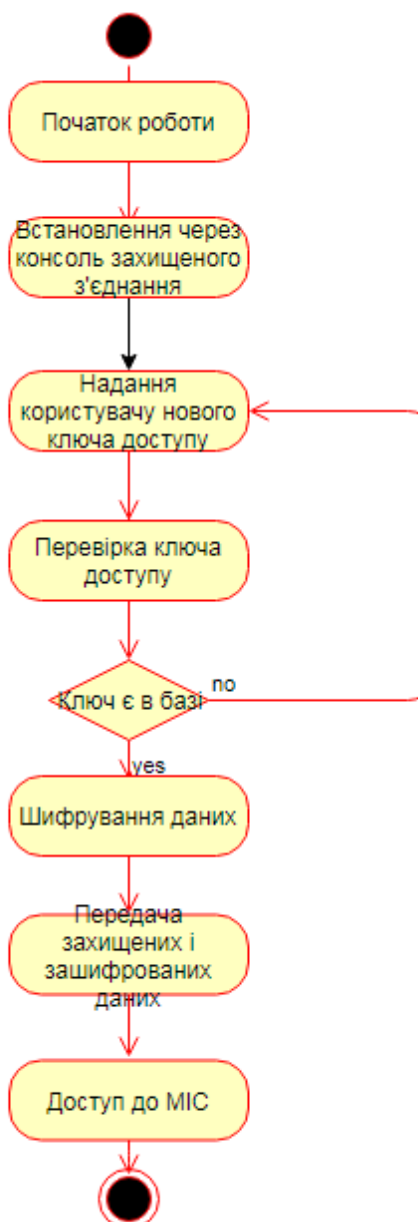 Початок роботи
Встановлення через
консоль захищеного
з'єднання
Надання
користувачу нового
ключа доступу
Перевірка ключа
доступу
Ключ є в базі
no
yes
Шифрування даних
Передача
захищених і
зашифрованих
даних
Доступ до МІС